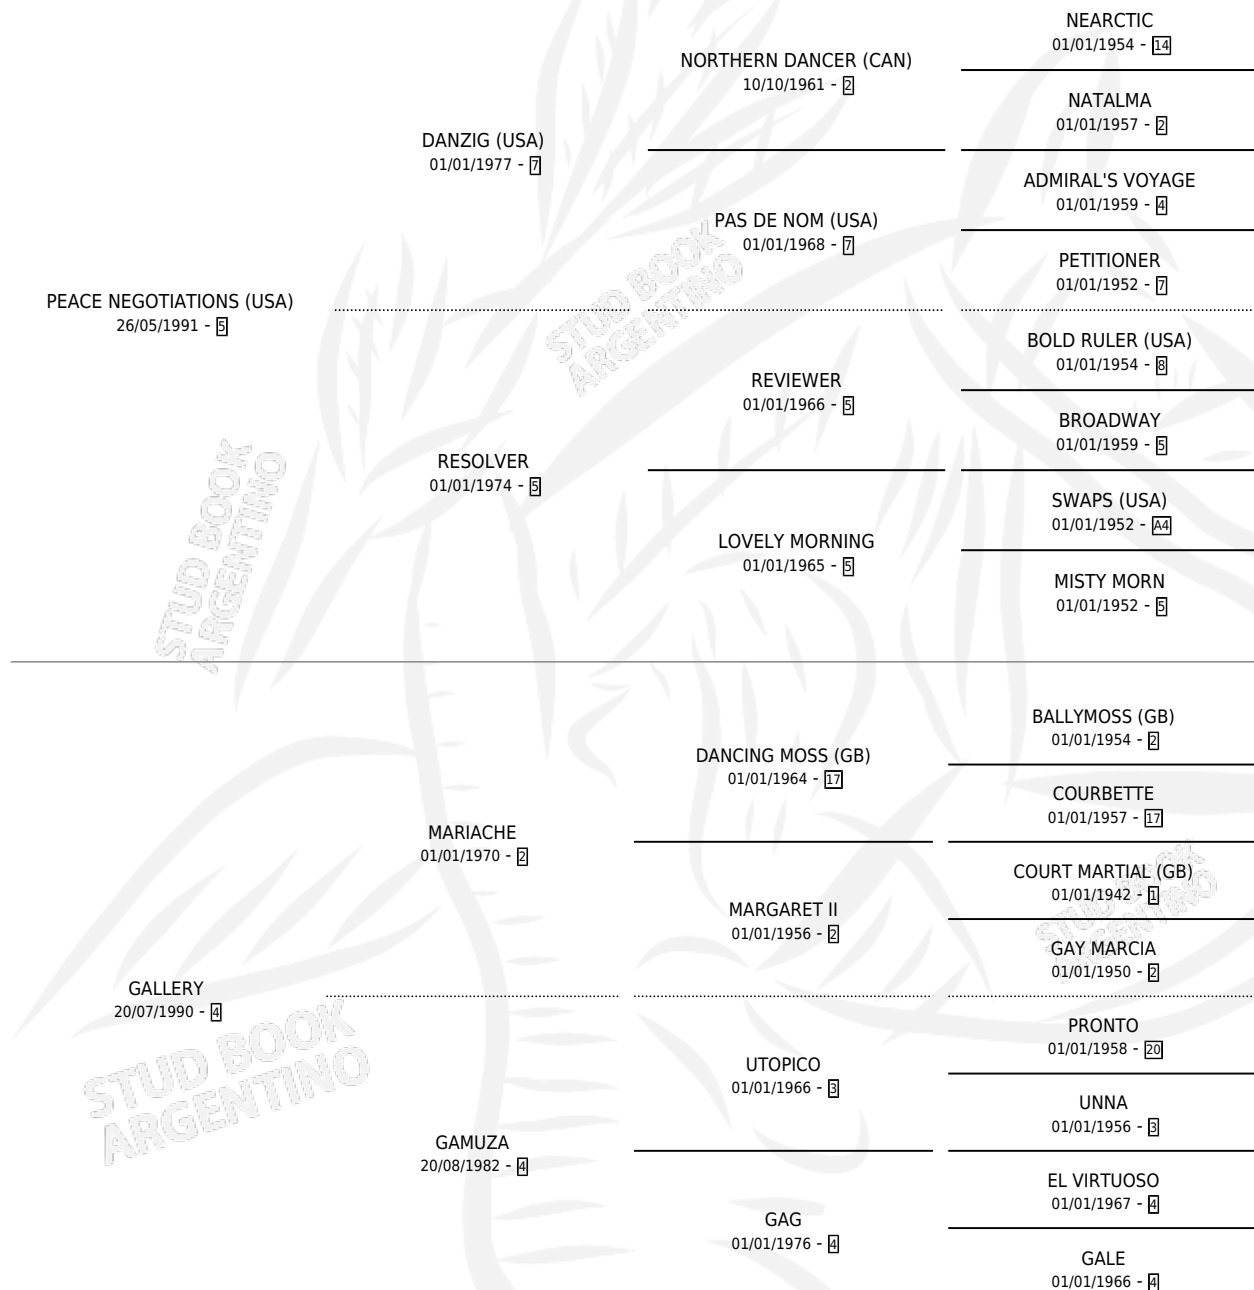 NEARCTIC
01/01/1954 - 14
NORTHERN DANCER (CAN)
10/10/1961 - 2
NATALMA
01/01/1957 - 2
DANZIG (USA)
01/01/1977 - 7
ADMIRAL'S VOYAGE
01/01/1959 - 4
PAS DE NOM (USA)
01/01/1968 - 7
PETITIONER
01/01/1952 - 7
PEACE NEGOTIATIONS (USA)
26/05/1991 - 5
STUD BOOK
ARGENTINO
BOLD RULER (USA)
01/01/1954 - 8
REVIEWER
01/01/1966 - 5
BROADWAY
01/01/1959 - 5
RESOLVER
01/01/1974 - 5
SWAPS (USA)
01/01/1952 - A4
LOVELY MORNING
01/01/1965 - 5
MISTY MORN
01/01/1952 - 5
STUD BOOK
ARGENTINO
BALLYMOSS (GB)
01/01/1954 - 2
DANCING MOSS (GB)
01/01/1964 - 17
COURBETTE
01/01/1957 - 17
MARIACHE
01/01/1970 - 2
COURT MARTIAL (GB)
01/01/1942 - 1
MARGARET II
01/01/1956 - 2
GAY MARCIA
01/01/1950 - 2
STUD BOOK
ARGENTINO
GALLERY
20/07/1990 - 4
PRONTO
01/01/1958 - 20
UTOPICO
01/01/1966 - 3
UNNA
01/01/1956 - 3
STUD BOOK
ARGENTINO
GAMUZA
20/08/1982 - 4
EL VIRTUOSO
01/01/1967 - 4
GAG
01/01/1976 - 4
GALE
01/01/1966 - 4